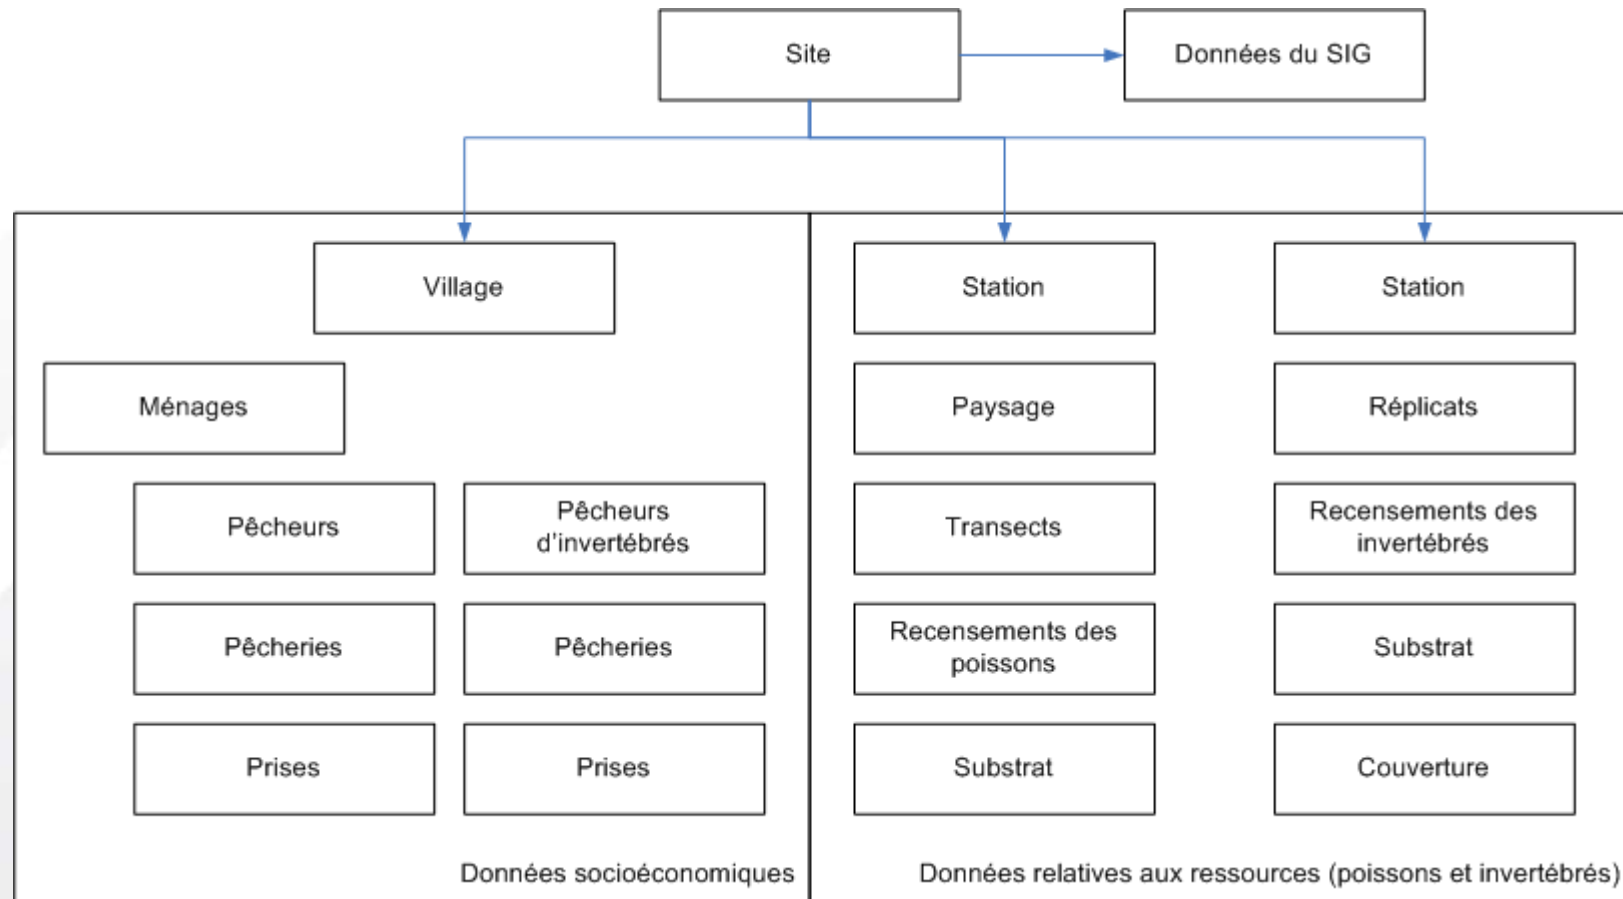 Site
Données du SIG
Village
Station
Station
Ménages
Paysage
Réplicats
Pêcheurs
Pêcheurs
d'invertébrés
Transects
Recensements des
invertébrés
Pêcheries
Pêcheries
Recensements des
poissons
Substrat
Prises
Prises
Substrat
Couverture
Données socioéconomiques
Données relatives aux ressources (poissons et invertébrés)